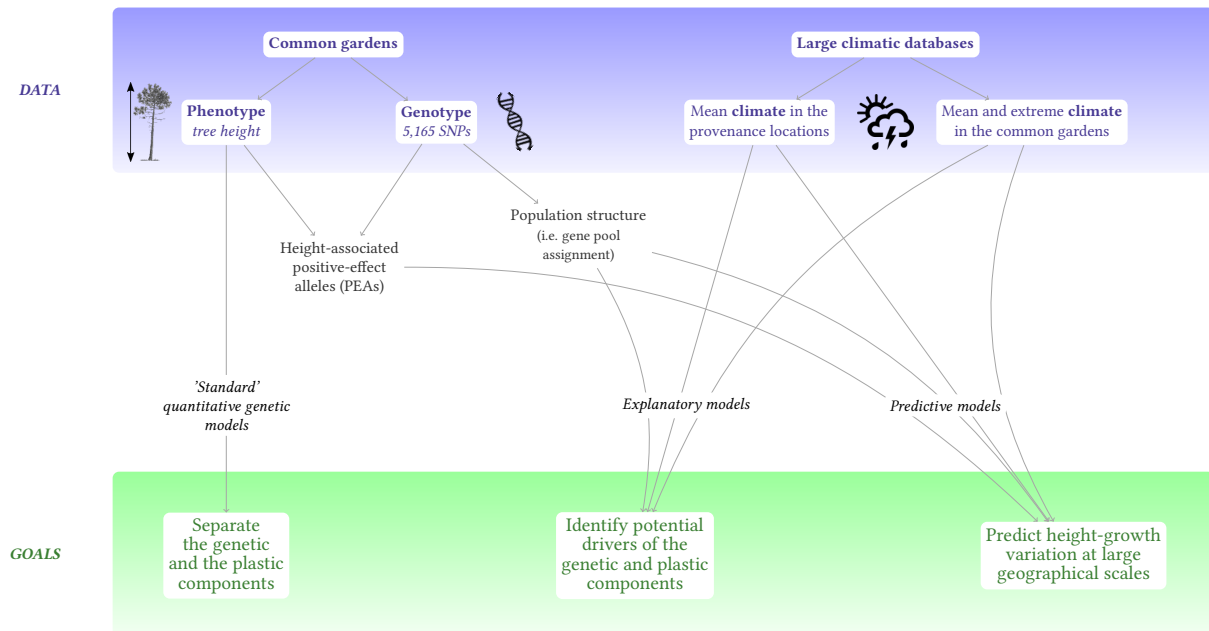 DATA
Common gardens
Large climatic databases
Phenotype
tree height
Genotype
5,165 SNPs
Mean climate in the
provenance locations
Mean and extreme climate
in the common gardens
Population structure
(i.e. gene pool
assignment)
Height-associated
positive-effect
alleles (PEAs)
'Standard'
quantitative genetic
models
Explanatory models
Predictive models
GOALS
Separate
the genetic
and the plastic
components
Identify potential
drivers of the
genetic and plastic
components
Predict height-growth
variation at large
geographical scales